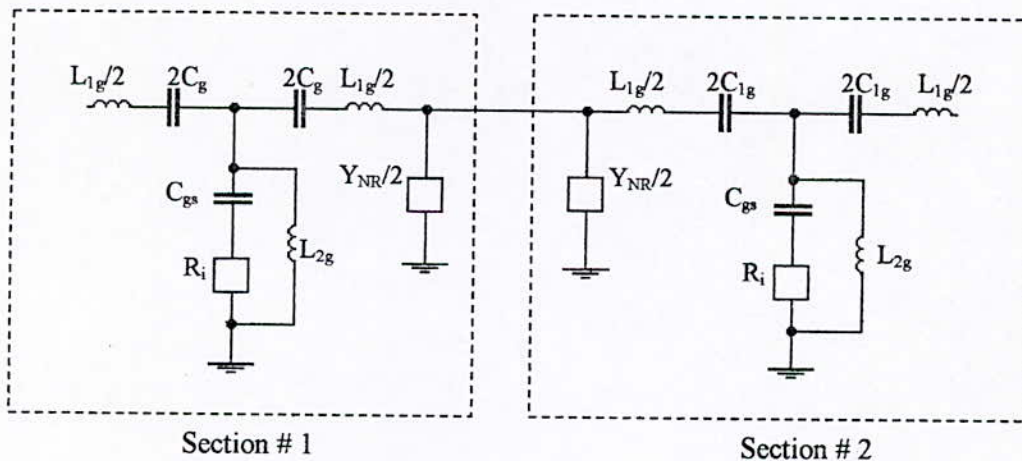 L1g/2 2Cg 2Cg L1g/2
Cgs
Ri
L2g
YNR/2
Section # 1
L1g/2 2C1g 2C1g L1g/2
YNR/2
Cgs
Ri
L2g
Section # 2